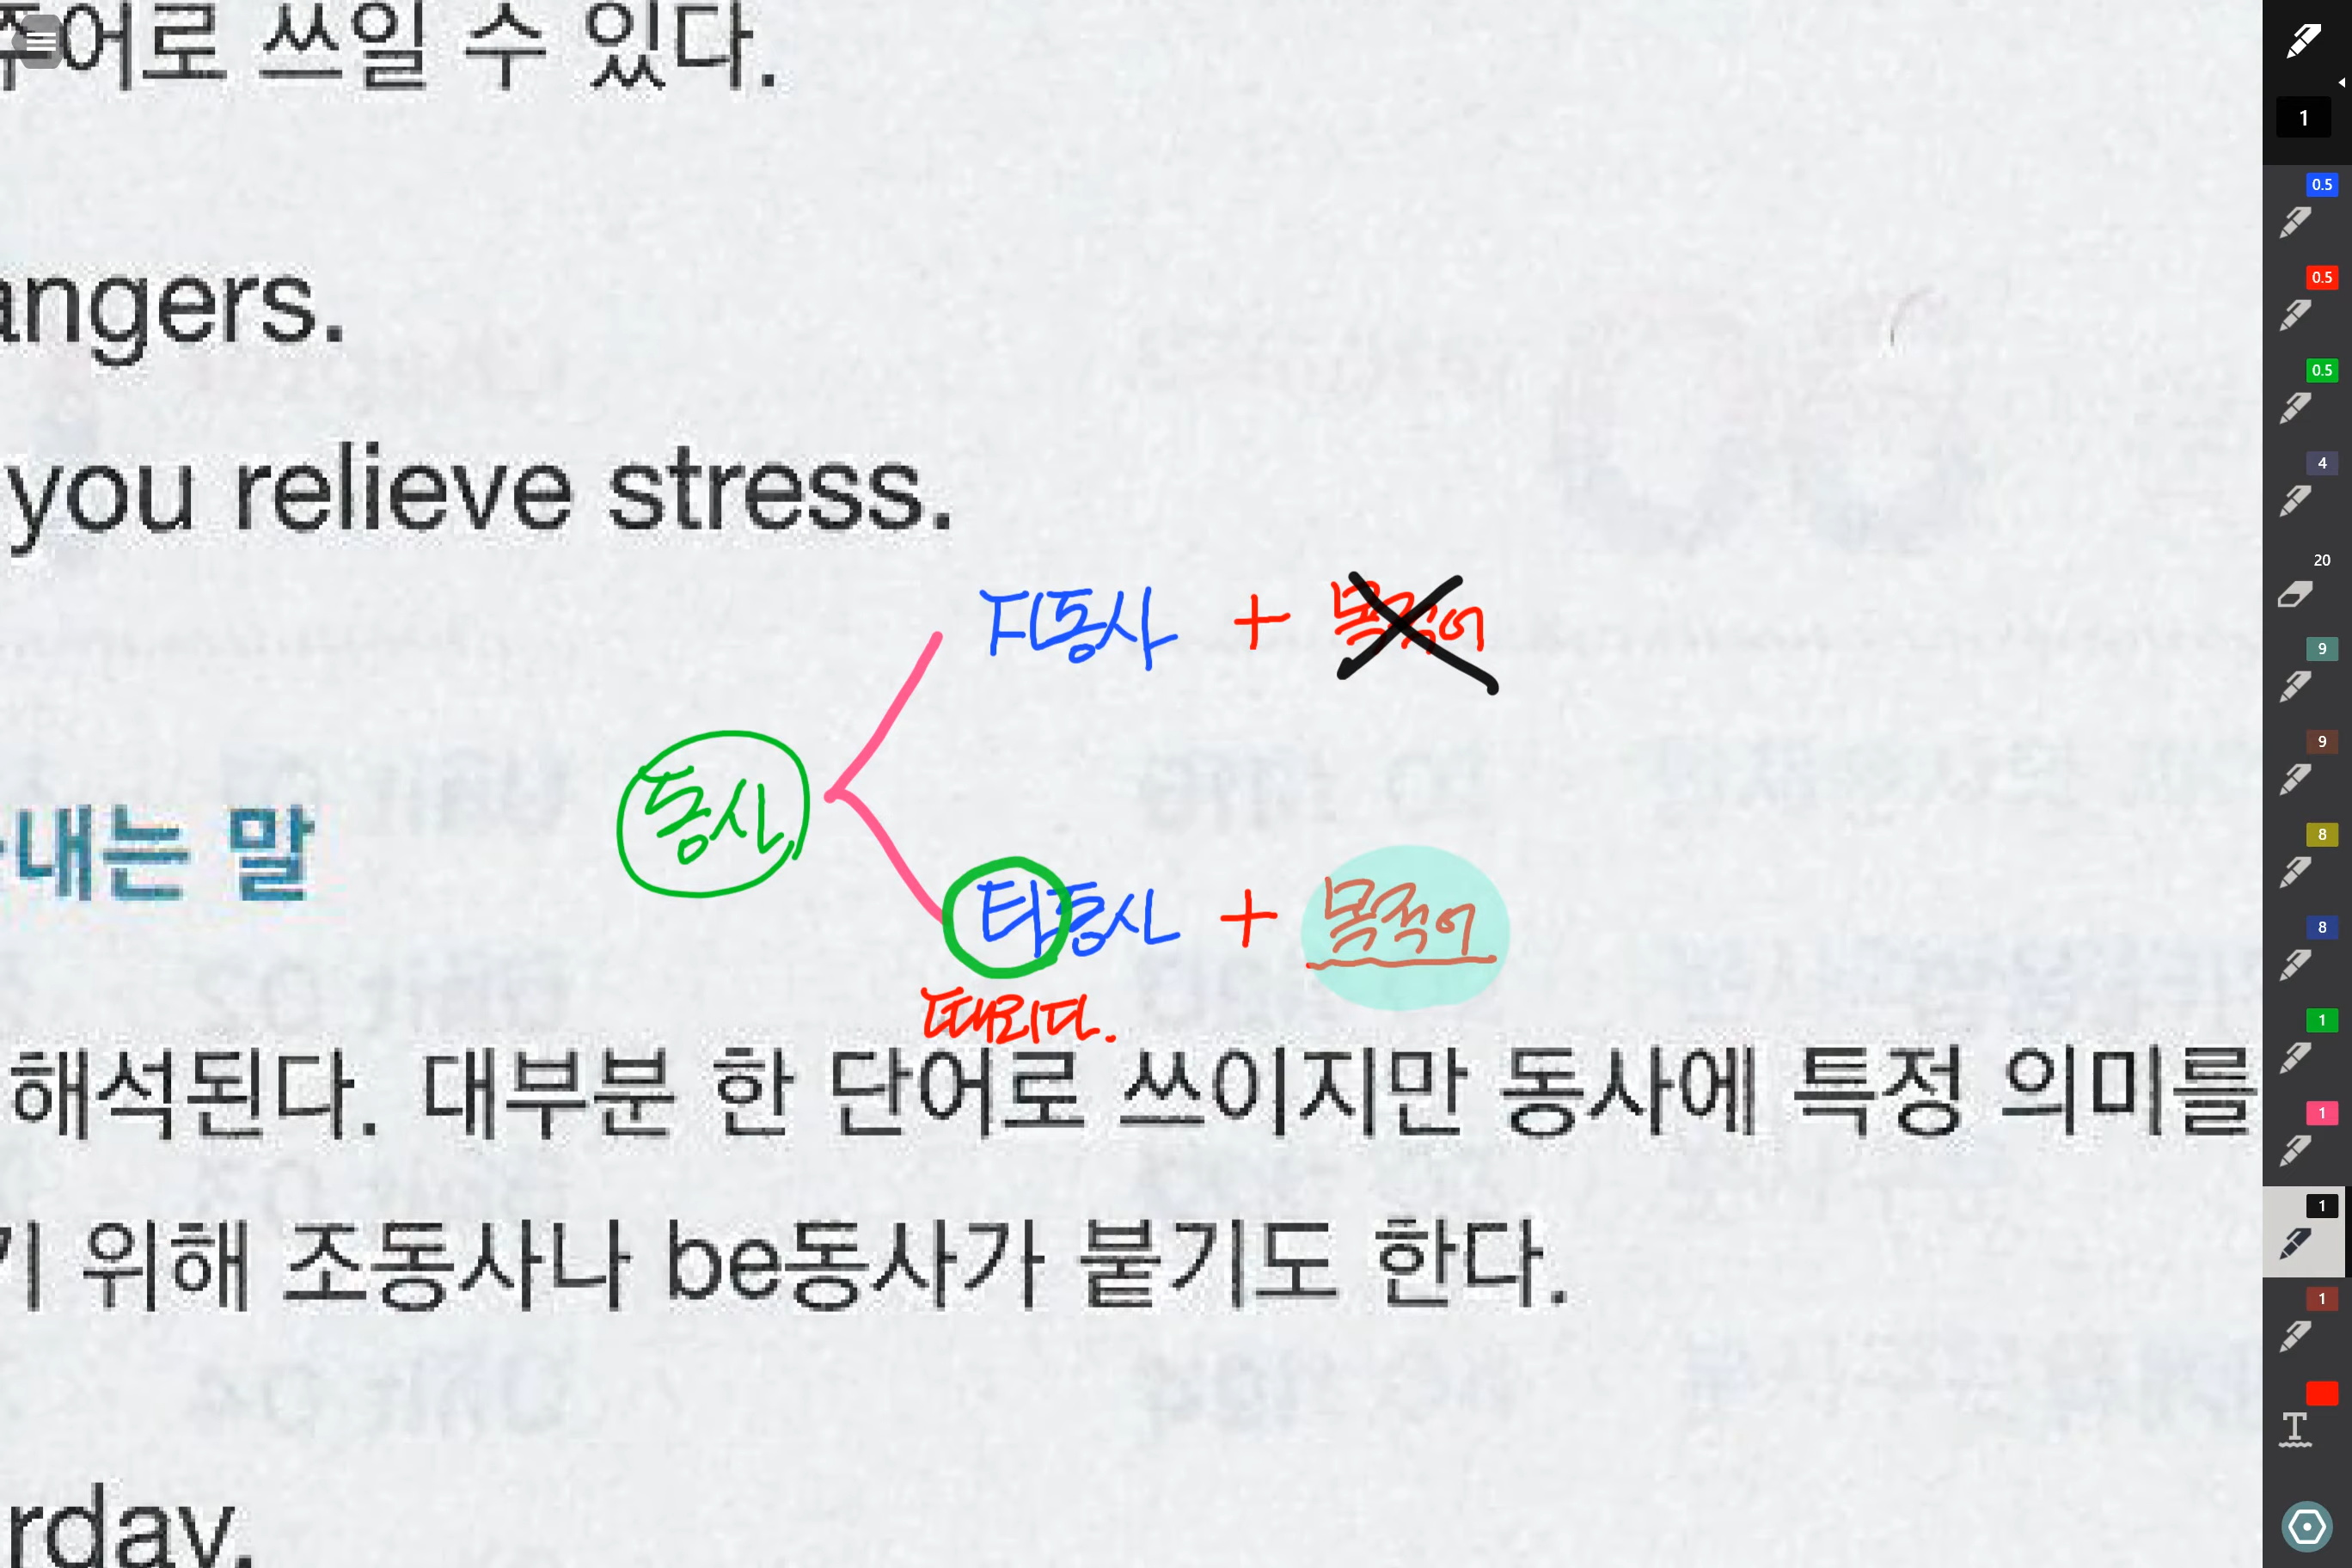 주어로 쓰일 수 있다.
angers.
you relieve stress.
자동사 + 목적어
동사
내는 말
타동사 + 목적어
때리다.
해석된다. 대부분 한 단어로 쓰이지만 동사에 특정 의미를
기 위해 조동사나 be동사가 붙기도 한다.
rday.
1
0.5
0.5
0.5
4
20
9
9
8
8
1
1
1
1
T